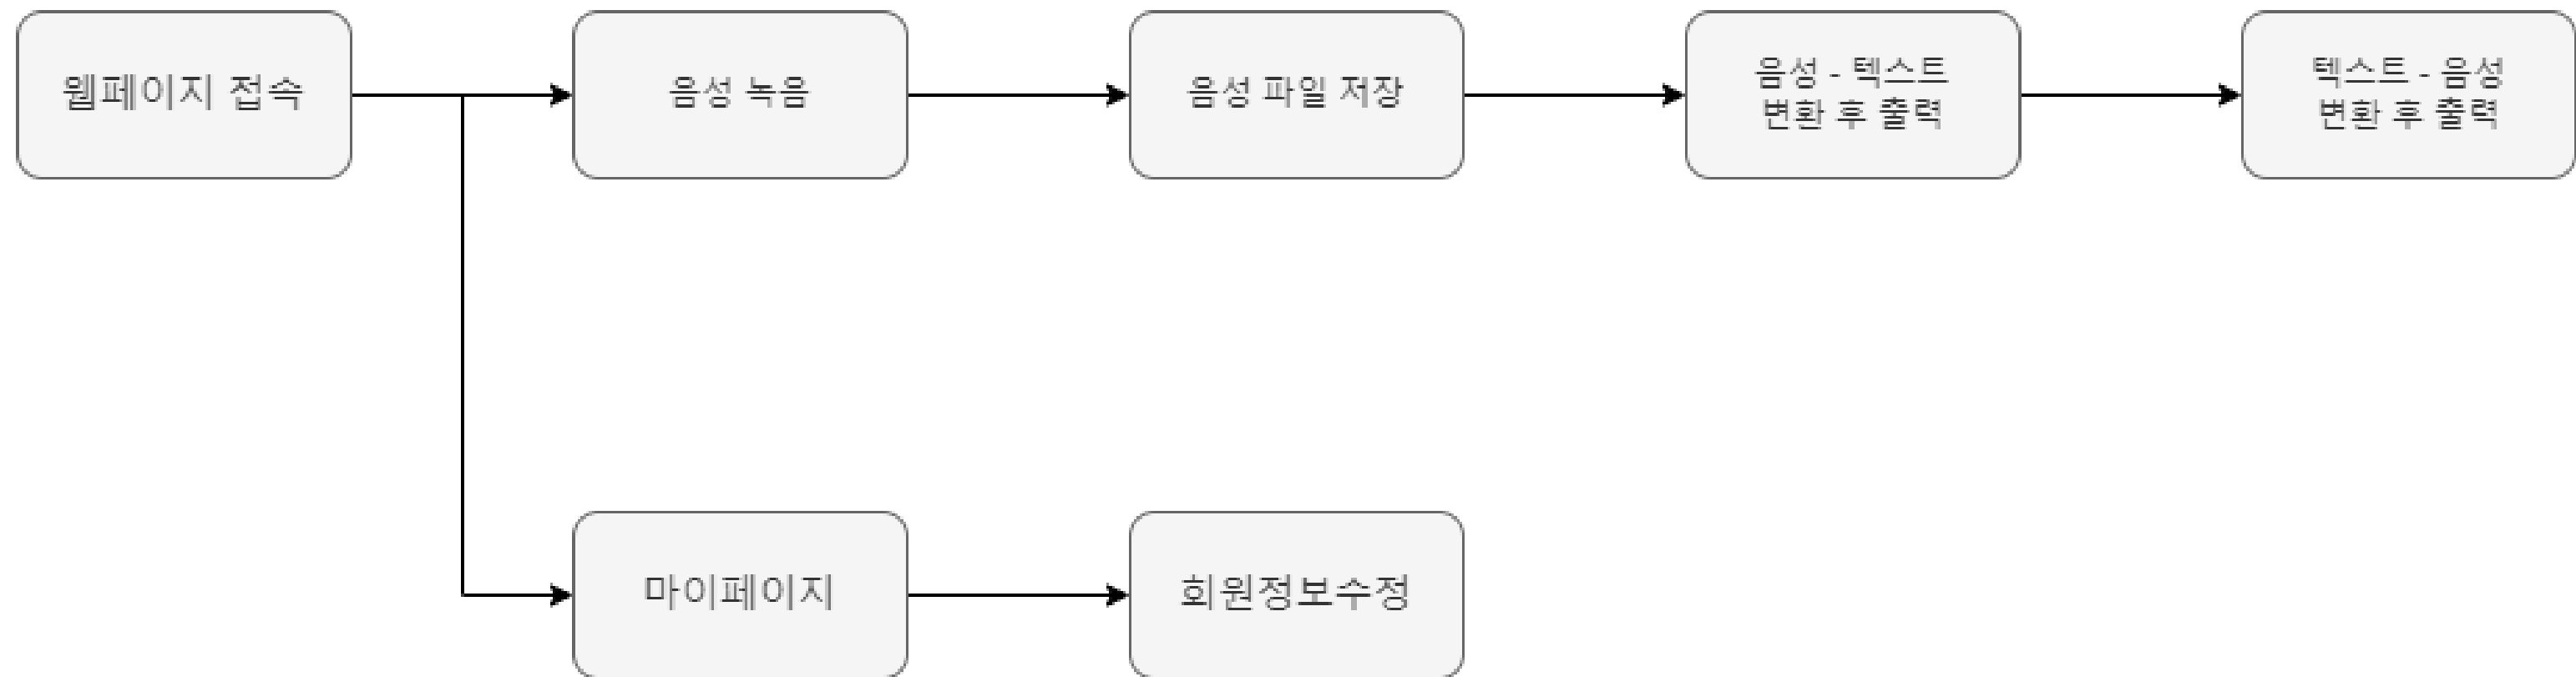 웹페이지 접속
음성 녹음
음성 파일 저장
음성 - 텍스트
변환 후 출력
텍스트 - 음성
변환 후 출력
마이페이지
회원정보수정